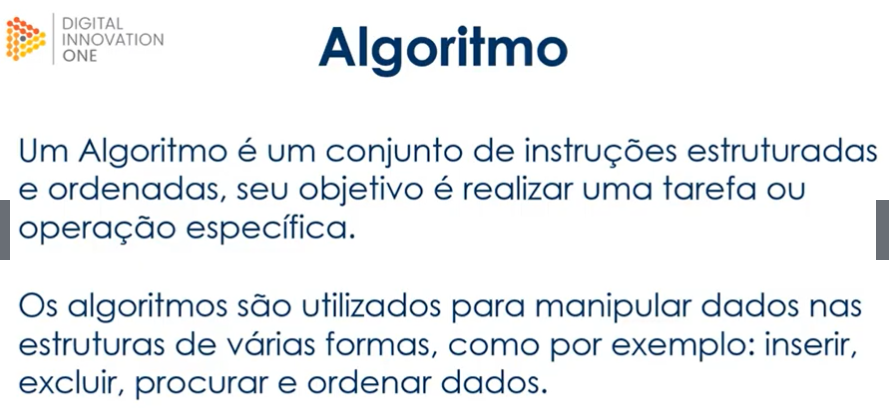 DIGITAL
INNOVATION
ONE
Algoritmo
Um Algoritmo é um conjunto de instruções estruturadas
e ordenadas, seu objetivo é realizar uma tarefa ou
operação específica.
Os algoritmos são utilizados para manipular dados nas
estruturas de várias formas, como por exemplo: inserir,
excluir, procurar e ordenar dados.